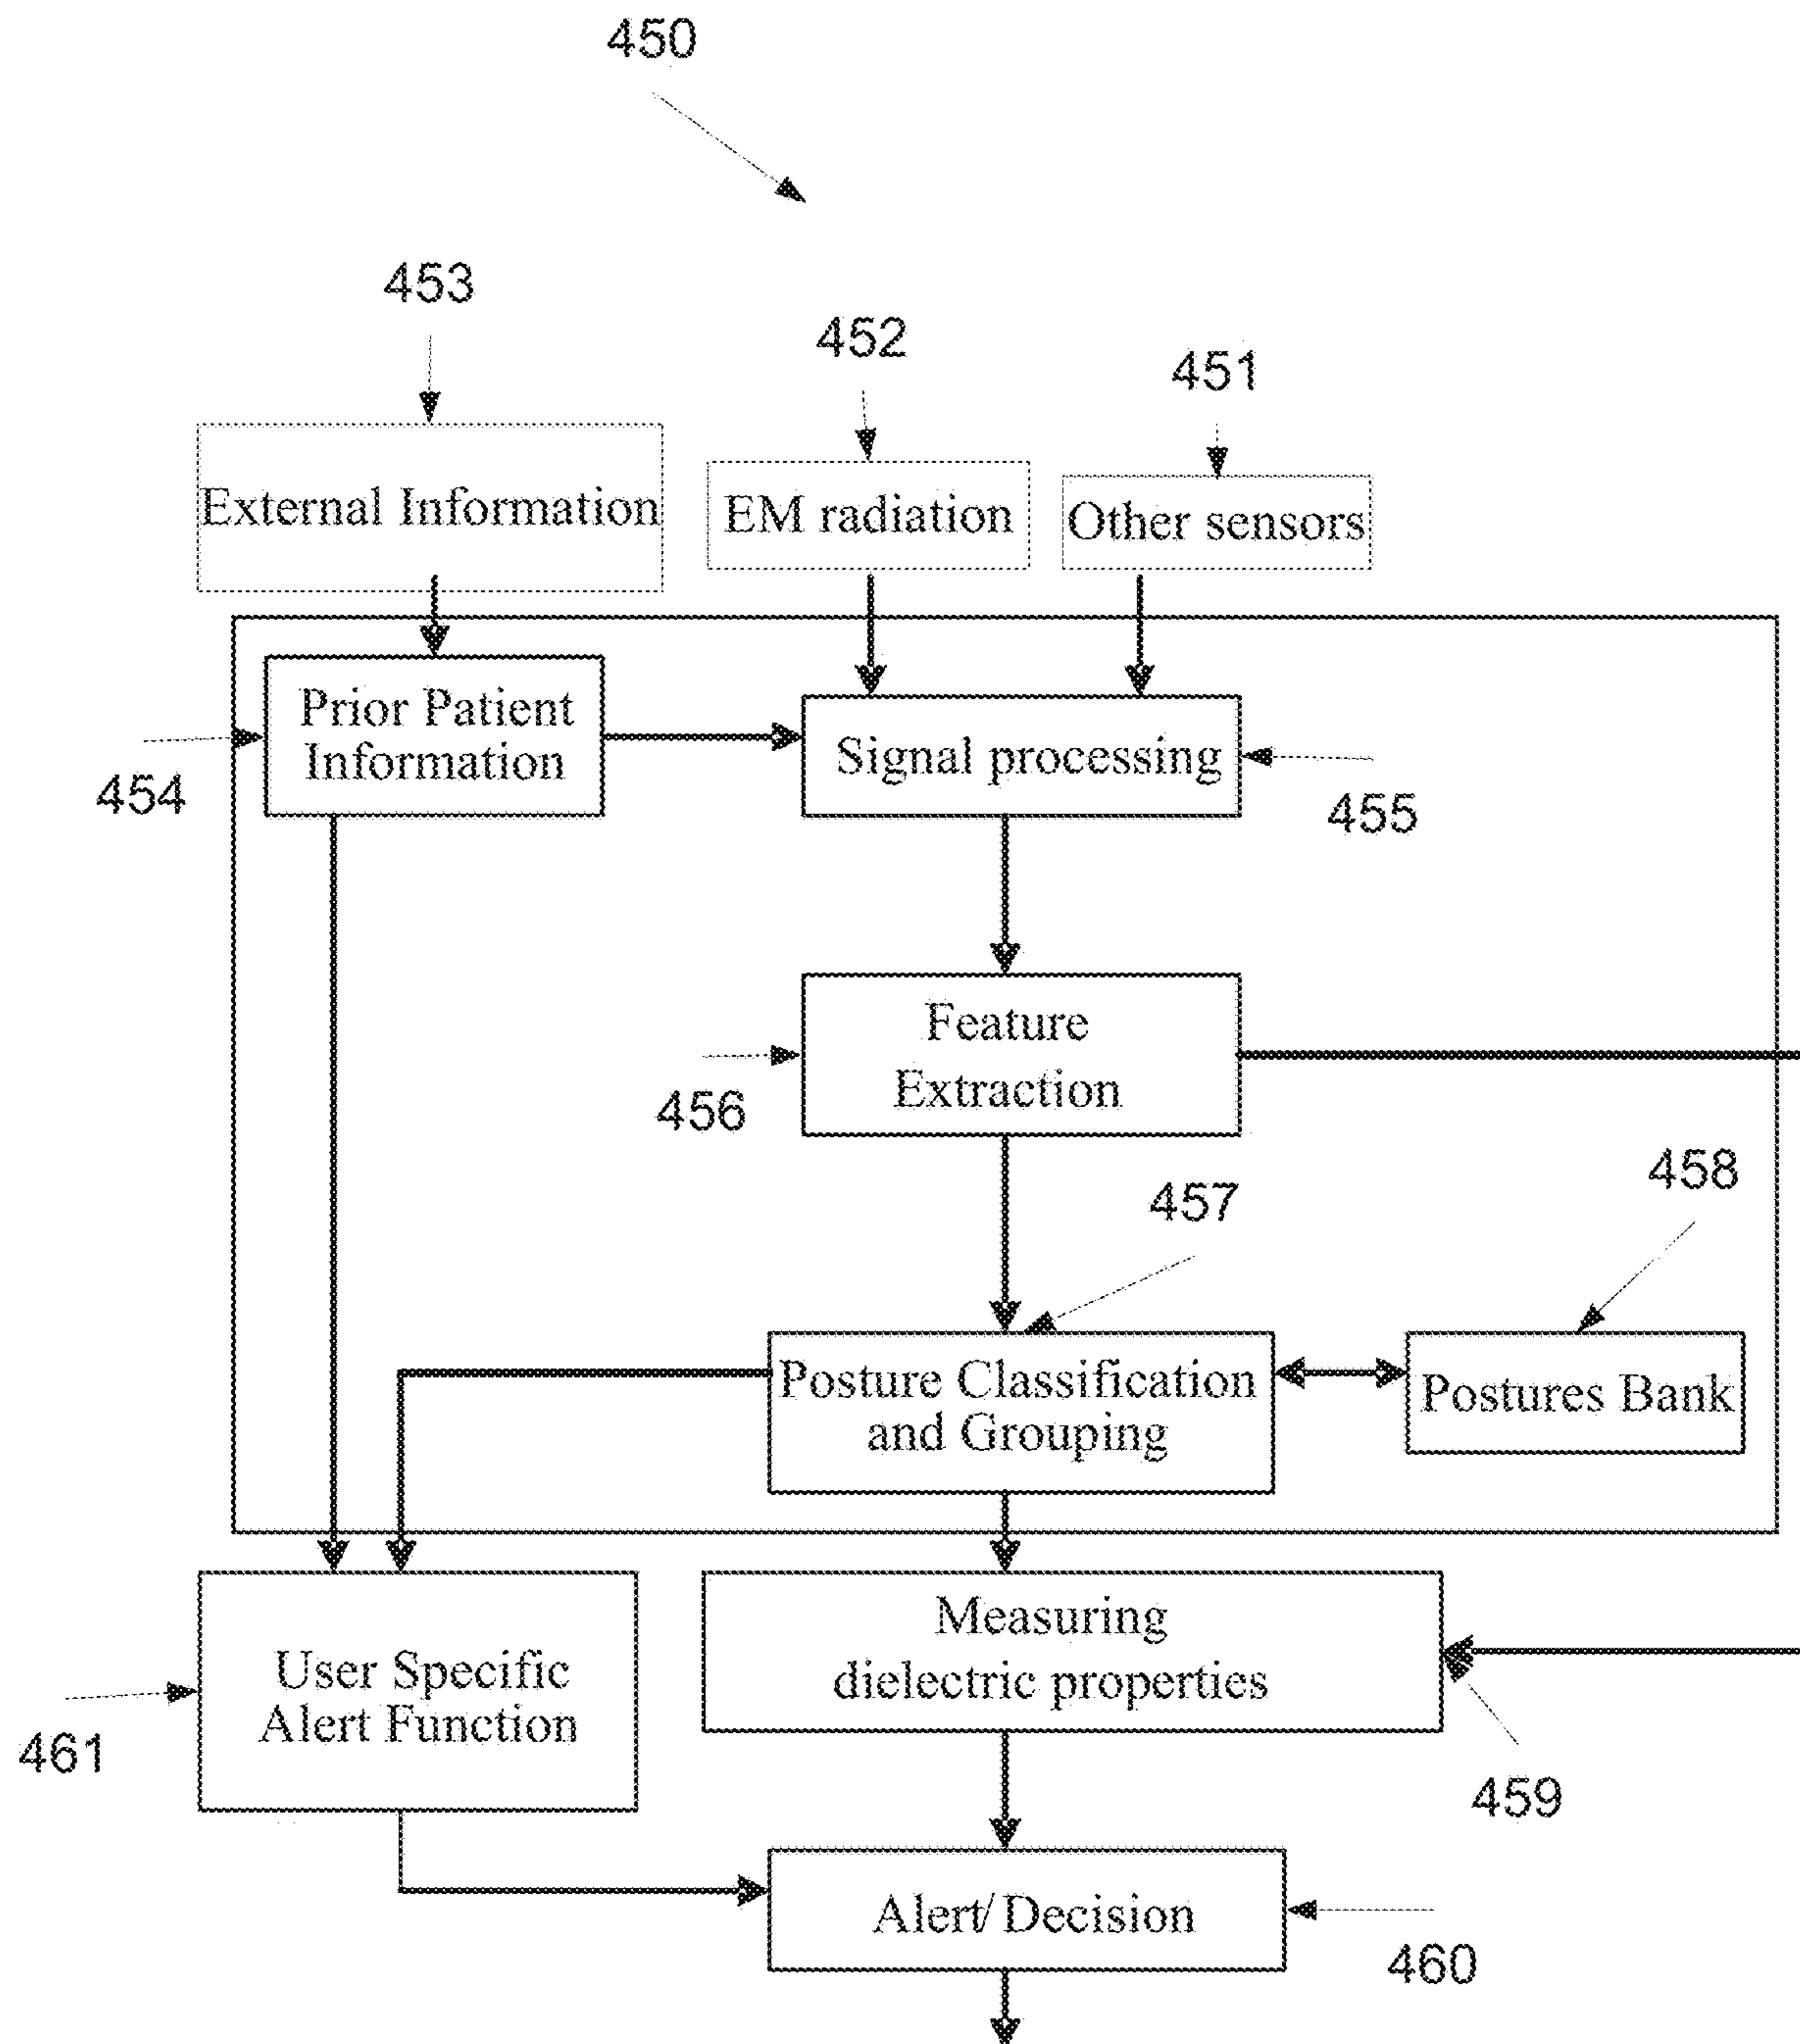 450
453
452
451
External Information
EM radiation
Other sensors
Prior Patient
Information
Signal processing
454
455
Feature
Extraction
456
457
458
Posture Classification
and Grouping
Postures Bank
Measuring
dielectric properties
User Specific
Alert Function
461
459
Alert/ Decision
460